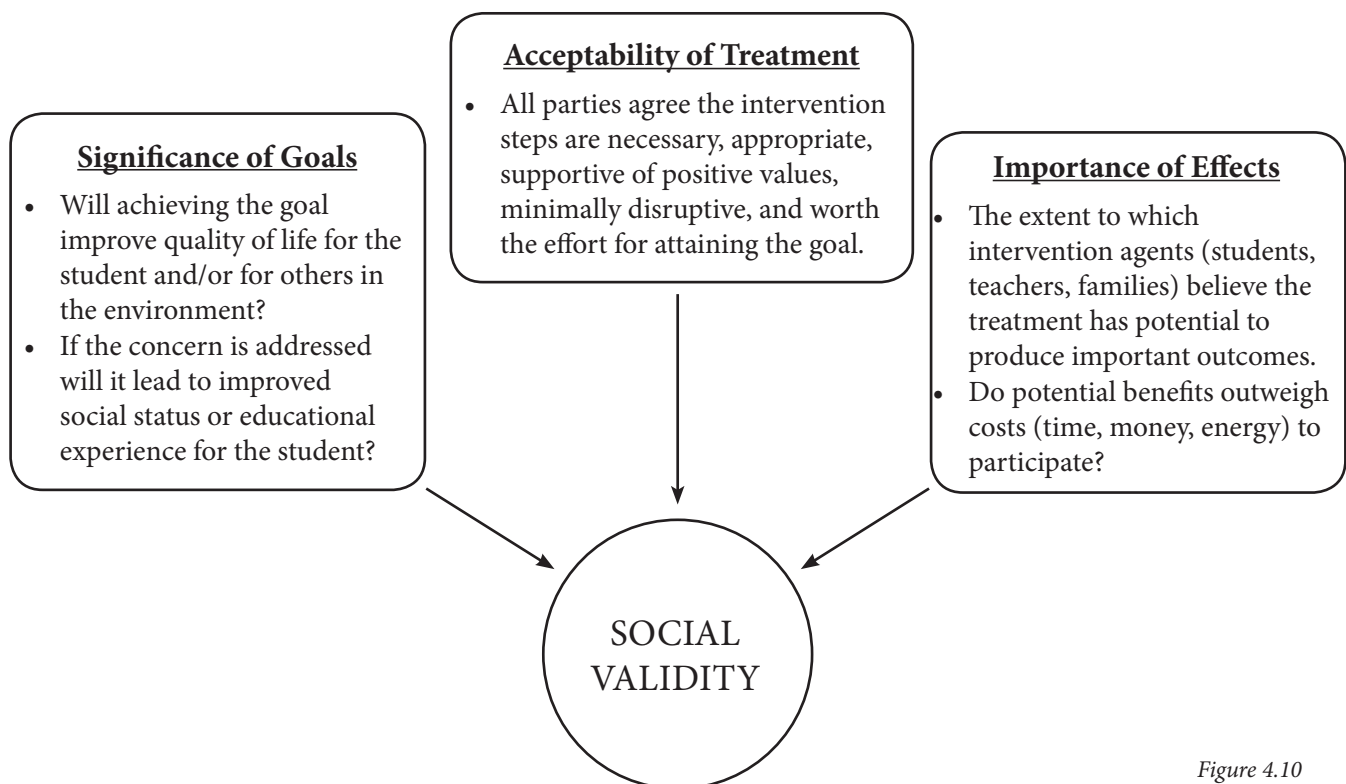 Significance of Goals
• Will achieving the goal
improve quality of life for the
student and/or for others in
the environment?
• If the concern is addressed
will it lead to improved
social status or educational
experience for the student?
Acceptability of Treatment
• All parties agree the intervention
steps are necessary, appropriate,
supportive of positive values,
minimally disruptive, and worth
the effort for attaining the goal.
Importance of Effects
• The extent to which
intervention agents (students,
teachers, families) believe the
treatment has potential to
produce important outcomes.
• Do potential benefits outweigh
costs (time, money, energy) to
participate?
SOCIAL
VALIDITY
Figure 4.10